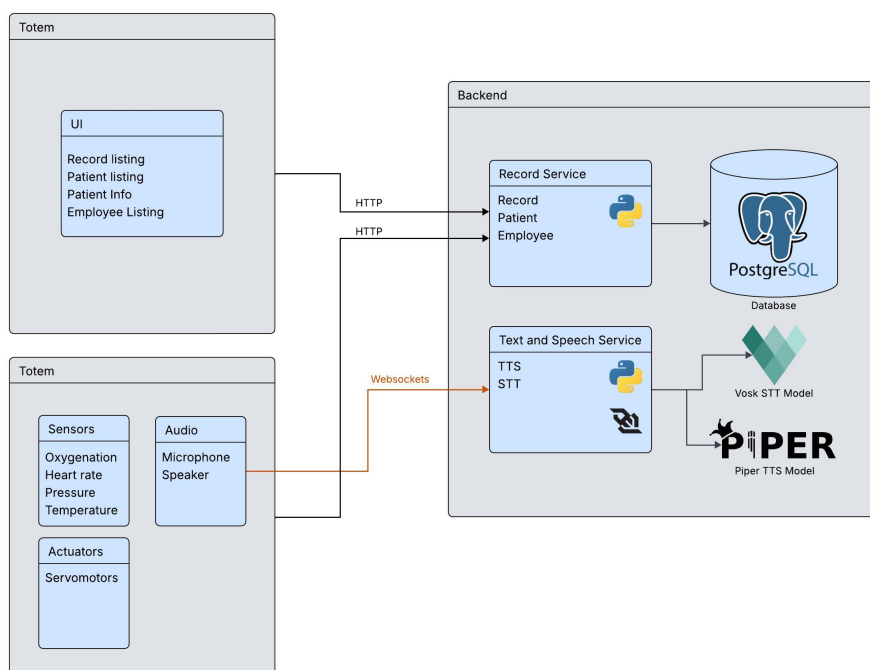 Totem
UI
Record listing
Patient listing
Patient Info
Employee Listing
HTTP
HTTP
Backend
Record Service
Record
Patient
Employee
PostgreSQL
Database
Text and Speech Service
TTS
STT
Vosk STT Model
PIPER
Piper TTS Model
Totem
Websockets
Sensors
Oxygenation
Heart rate
Pressure
Temperature
Audio
Microphone
Speaker
Actuators
Servomotors